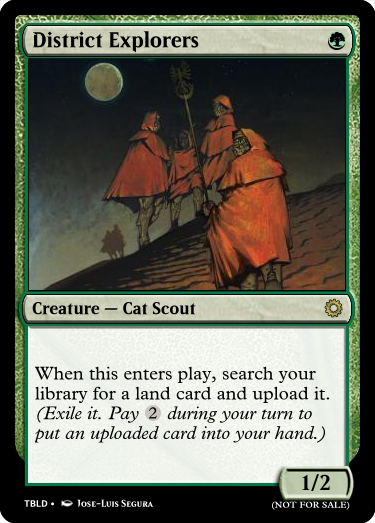 District Explorers
Creature — Cat Scout
When this enters play, search your
library for a land card and upload it.
(Exile it. Pay 2 during your turn to
put an uploaded card into your hand.)
1/2
TBLD • Jose-Luis Segura
(NOT FOR SALE)